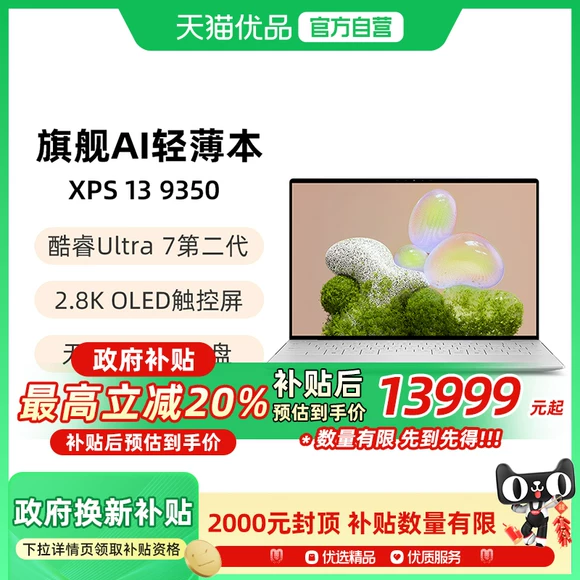 天猫优品 官方自营
旗舰AI轻薄本
XPS 13 9350
酷睿Ultra 7第二代
2.8K OLED触控屏
政府补贴
最高立减20%
补贴后预估到手价
补贴后
预估到手价
13999 元起
*数量有限 先到先得!!!
政府换新补贴
下拉详情页领取补贴资格
2000元封顶 补贴数量有限
优选精品 优质服务